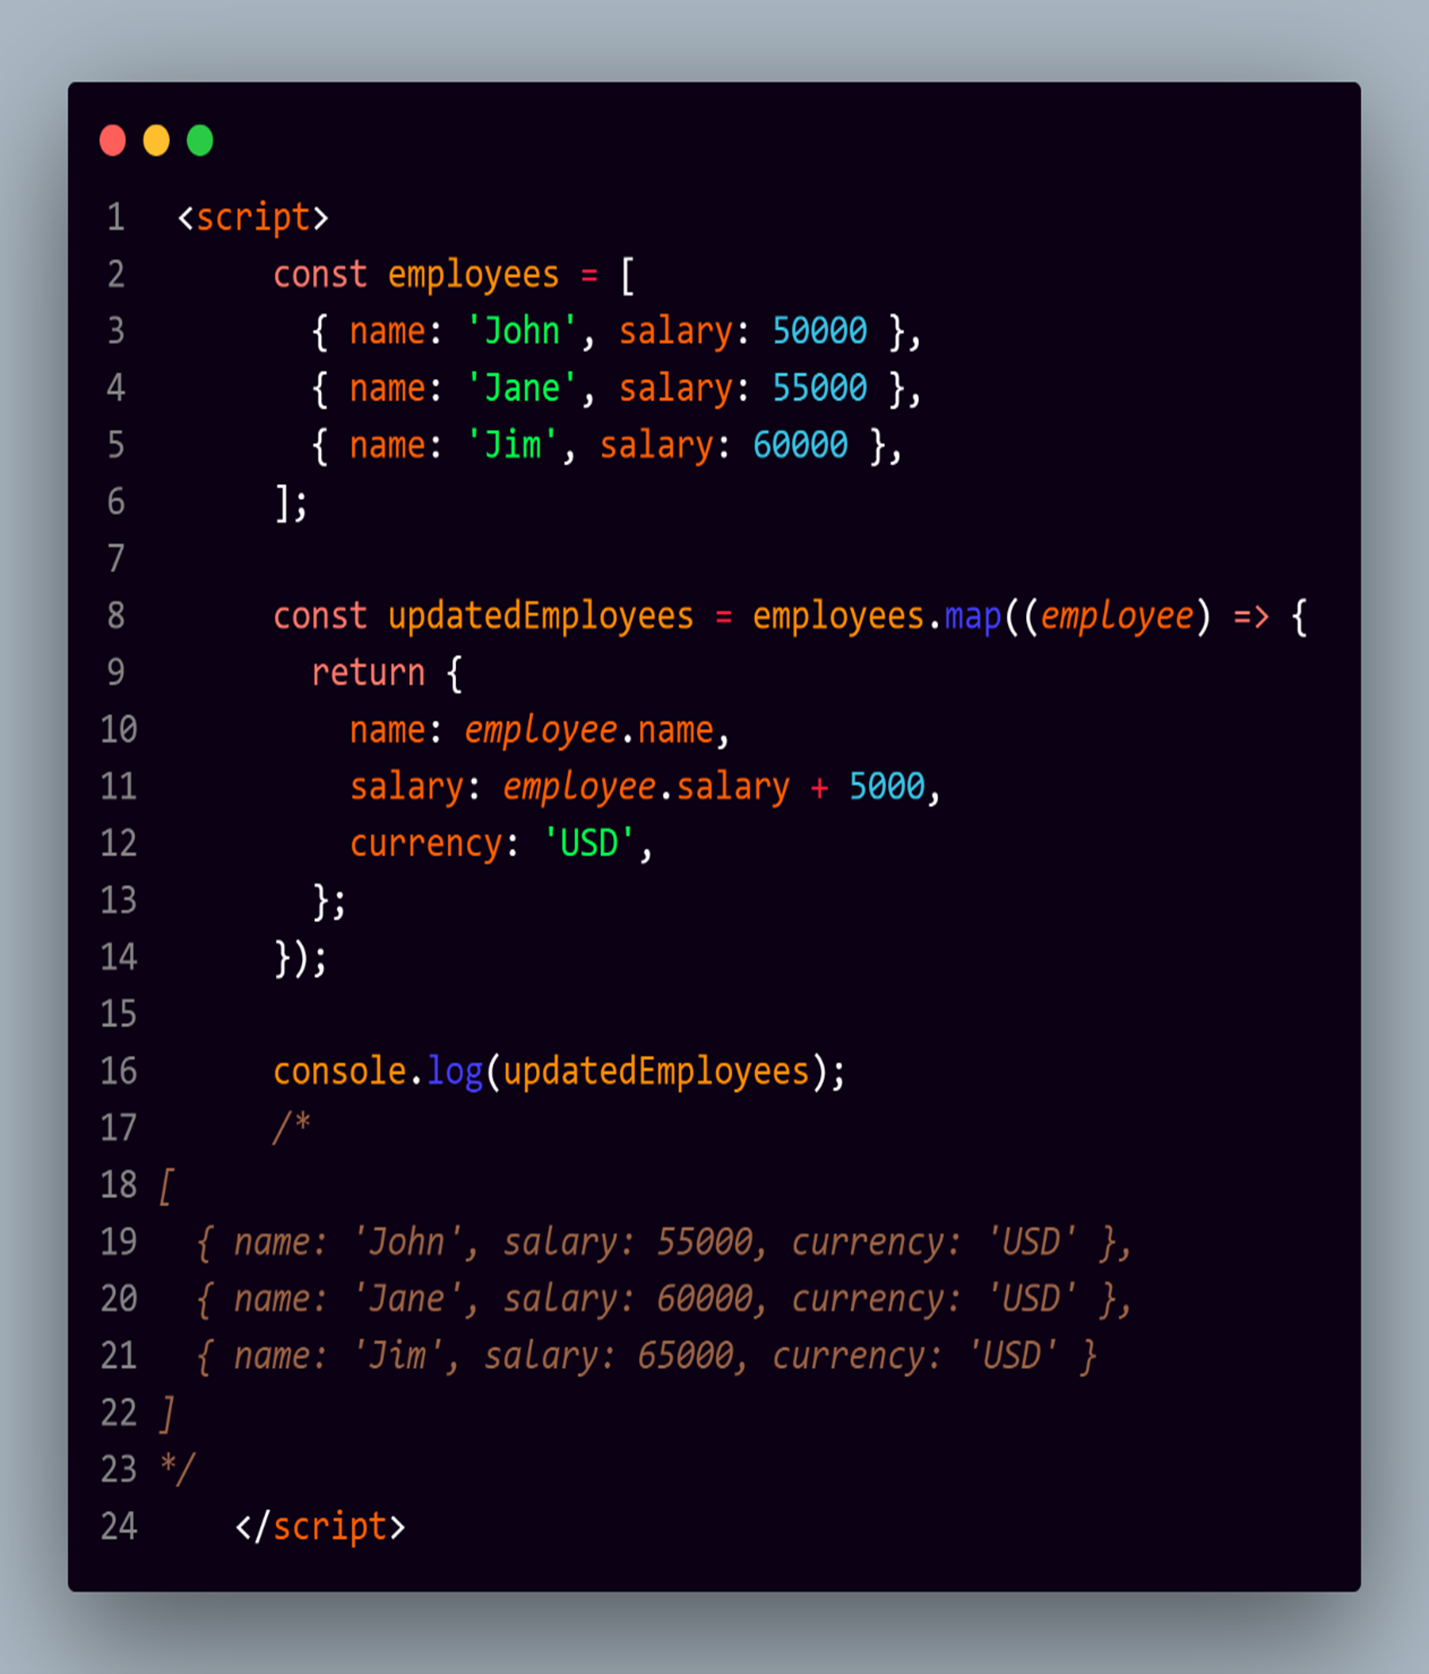 1 <script>
2 const employees = [
3 { name: 'John', salary: 50000 },
4 { name: 'Jane', salary: 55000 },
5 { name: 'Jim', salary: 60000 },
6 ];
7
8 const updatedEmployees = employees.map((employee) => {
9 return {
10 name: employee.name,
11 salary: employee.salary + 5000,
12 currency: 'USD',
13 };
14 });
15
16 console.log(updatedEmployees);
17 /*
18 [
19 { name: 'John', salary: 55000, currency: 'USD' },
20 { name: 'Jane', salary: 60000, currency: 'USD' },
21 { name: 'Jim', salary: 65000, currency: 'USD' }
22 ]
23 */
24 </script>